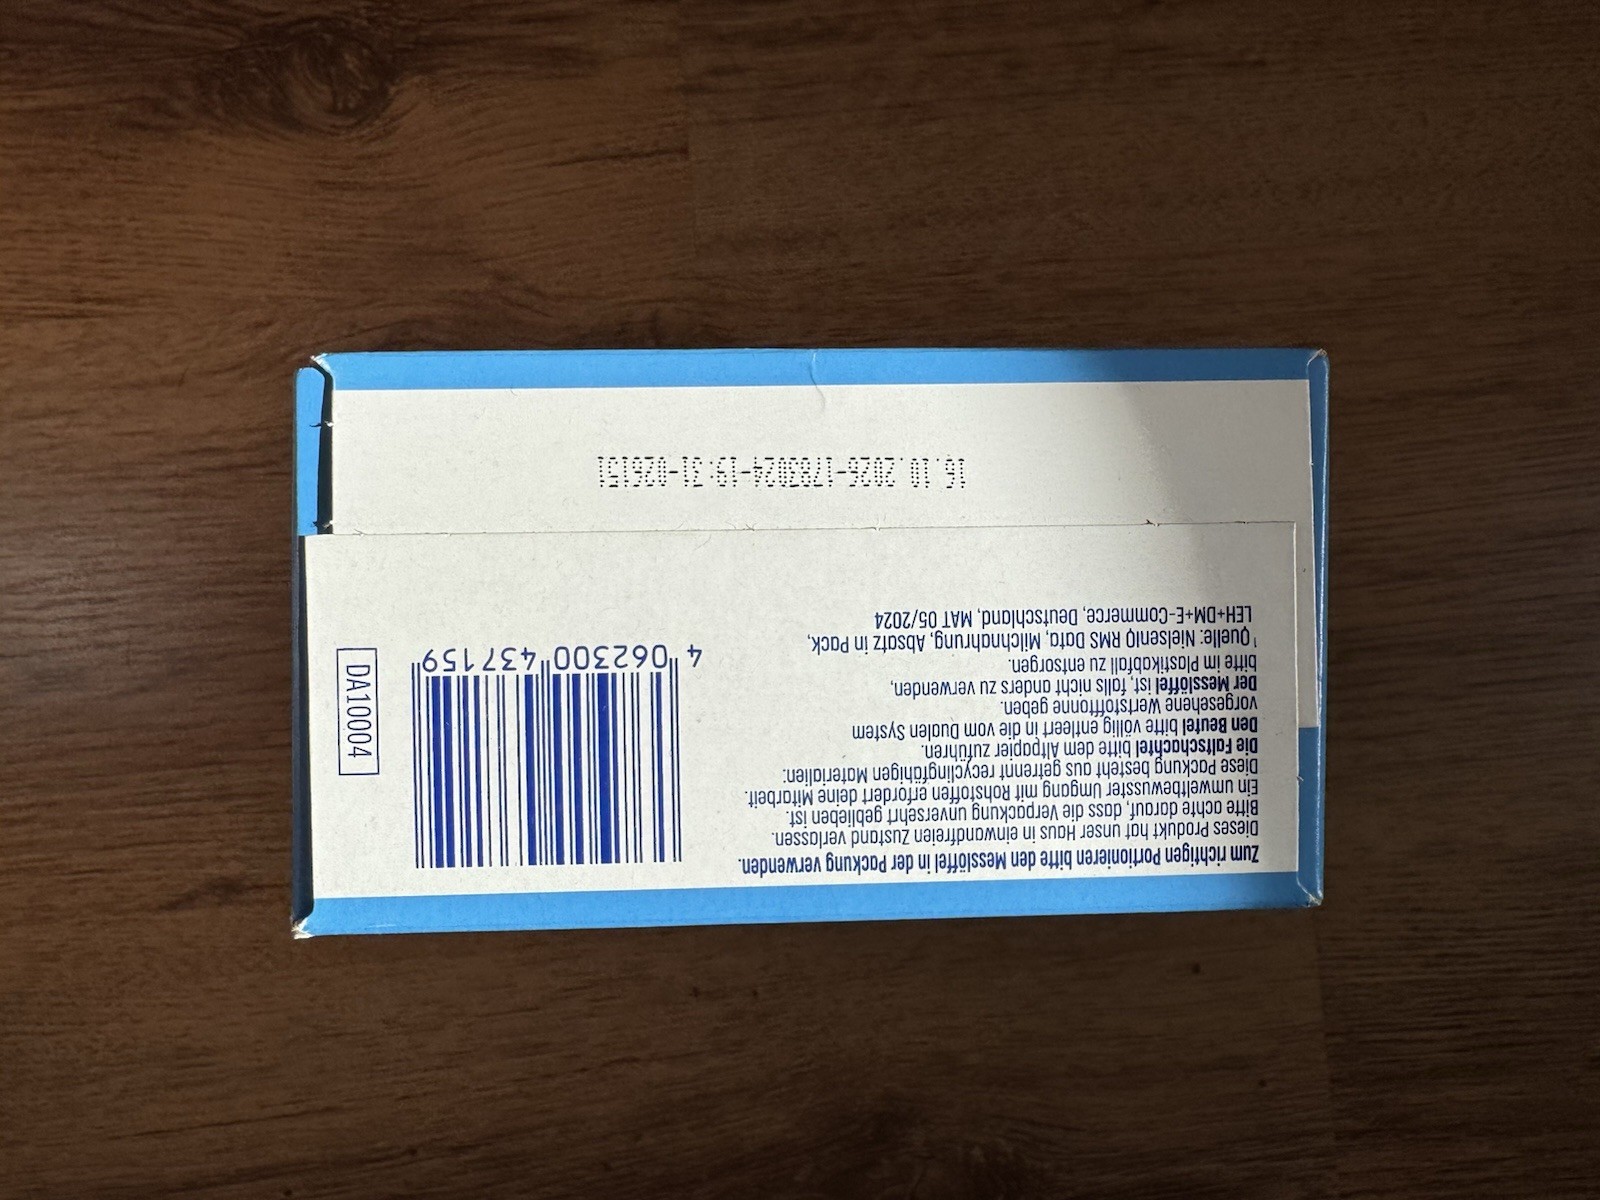 Zum richtigen Portionieren bitte den Messlöffel in der Packung verwenden.
Dieses Produkt hat unser Haus in einwandfreien Zustand verlassen.
Bitte achte darauf, dass die Verpackung unversehrt geblieben ist.
Ein umweltbewusster Umgang mit Rohstoffen erfordert deine Mitarbeit.
Diese Packung besteht aus getrennt recyclingfähigen Materialien:
Die Faltschachtel bitte dem Altpapier zuführen.
Den Beutel bitte völlig entleert in die vom Dualen System
vorgesehene Wertstofftonne geben.
Der Messlöffel ist, falls nicht anders zu verwenden,
bitte im Plastikabfall zu entsorgen.
¹ Quelle: NielsenIQ RMS Data, Milchnahrung, Absatz in Pack,
LEH+DM+E-Commerce, Deutschland, MAT 05/2024
4 062300 437159
DA10004
16.10.2026-1783024-19:31-026151